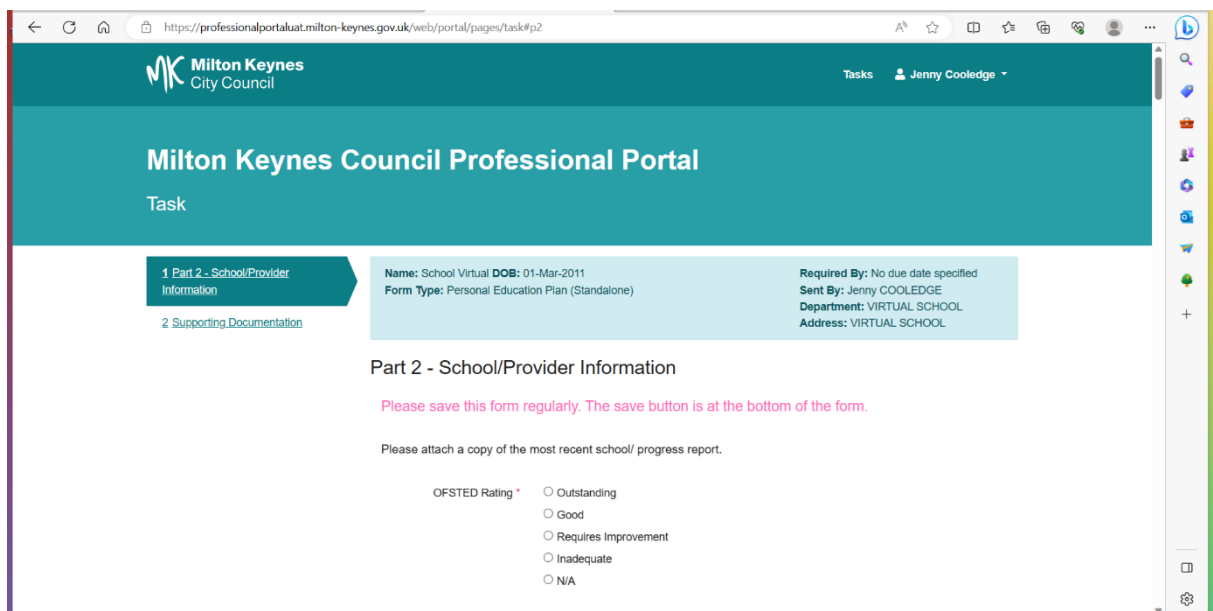 https://professionalportaluat.milton-keynes.gov.uk/web/portal/pages/task#p2
Milton Keynes
City Council
Tasks Jenny Cooledge
Milton Keynes Council Professional Portal
Task
1 Part 2 - School/Provider
Information
2 Supporting Documentation
Name: School Virtual DOB: 01-Mar-2011
Form Type: Personal Education Plan (Standalone)
Required By: No due date specified
Sent By: Jenny COOLEDGE
Department: VIRTUAL SCHOOL
Address: VIRTUAL SCHOOL
Part 2 - School/Provider Information
Please save this form regularly. The save button is at the bottom of the form.
Please attach a copy of the most recent school/ progress report.
OFSTED Rating * Outstanding
Good
Requires Improvement
Inadequate
N/A